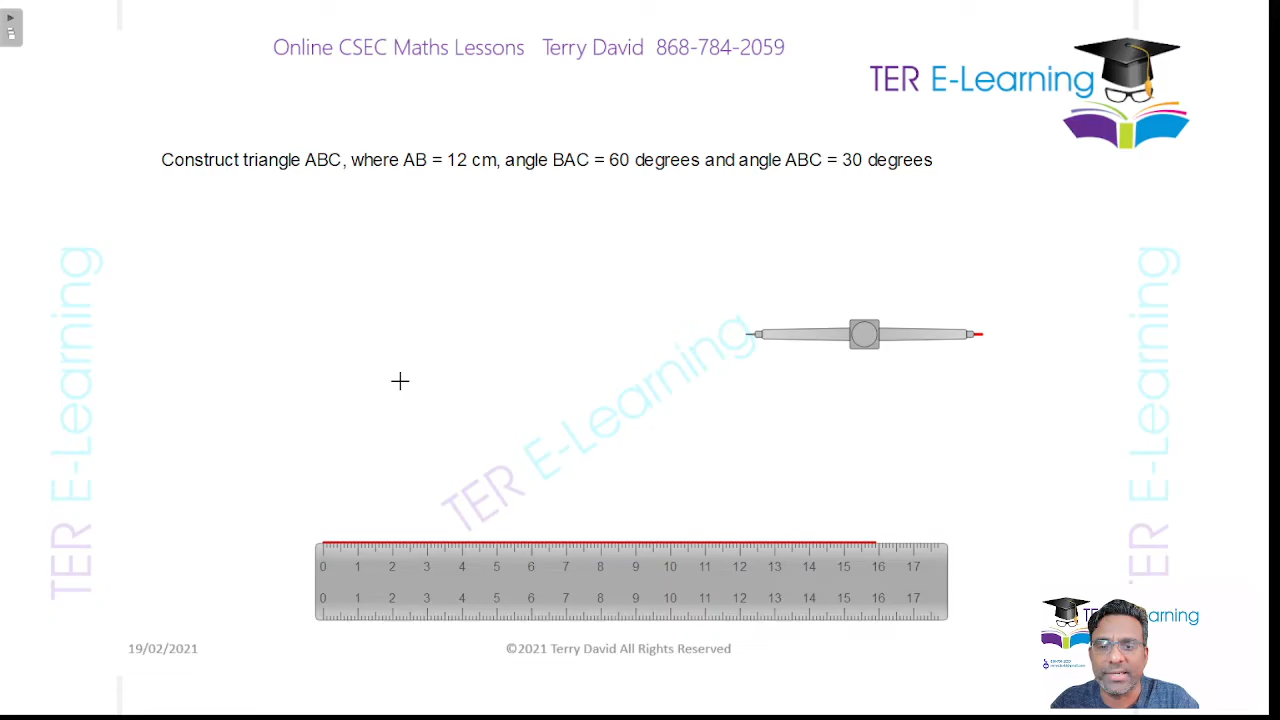 Online CSEC Maths Lessons Terry David 868-784-2059
TER E-Learning
Construct triangle ABC, where AB = 12 cm, angle BAC = 60 degrees and angle ABC = 30 degrees
TER E-Learning
TER E-Learning
TER E-Learning
0 1 2 3 4 5 6 7 8 9 10 11 12 13 14 15 16 17
0 1 2 3 4 5 6 7 8 9 10 11 12 13 14 15 16 17
19/02/2021
©2021 Terry David All Rights Reserved